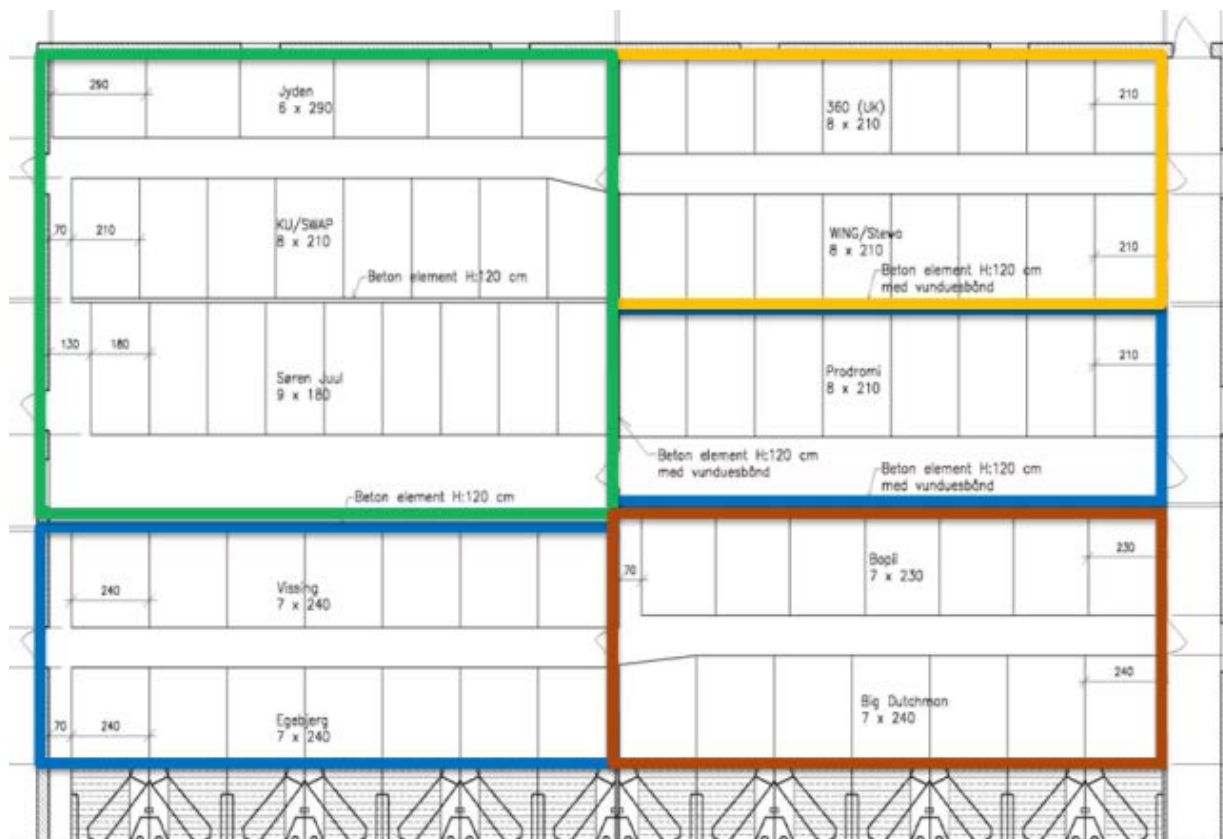 290
Jyden
6 x 290
360 (UK)
8 x 210
210
70
210
KU/SWAP
8 x 210
Beton element H:120 cm
WING/Stewa
8 x 210
210
Beton element H:120 cm
med vunduesbånd
130
180
Søren Juul
9 x 180
Prodromi
8 x 210
210
Beton element H:120 cm
med vunduesbånd
Beton element H:120 cm
med vunduesbånd
Beton element H:120 cm
240
Vissing
7 x 240
70
Bopil
7 x 230
230
70
240
Egebjerg
7 x 240
Big Dutchman
7 x 240
240